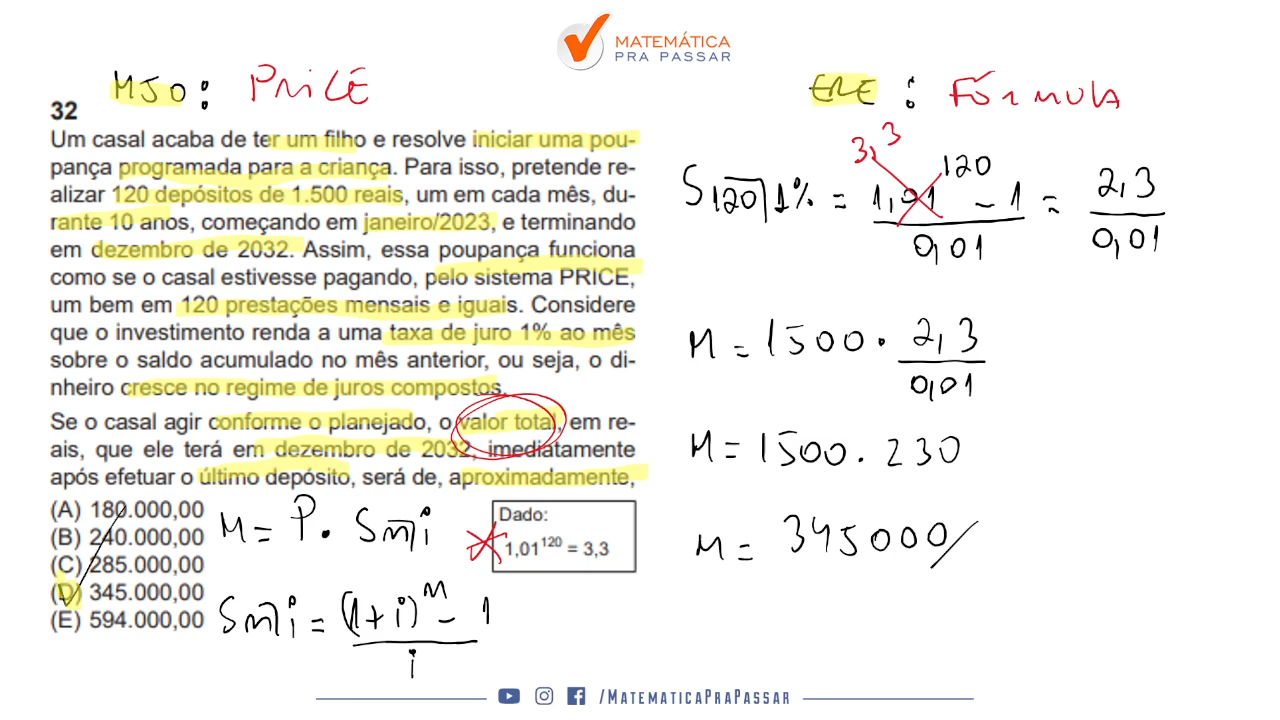 MATEMÁTICA
PRA PASSAR
MJO: PRICE
32
Um casal acaba de ter um filho e resolve iniciar uma pou-
pança programada para a criança. Para isso, pretende re-
alizar 120 depósitos de 1.500 reais, um em cada mês, du-
rante 10 anos, começando em janeiro/2023, e terminando
em dezembro de 2032. Assim, essa poupança funciona
como se o casal estivesse pagando, pelo sistema PRICE,
um bem em 120 prestações mensais e iguais. Considere
que o investimento renda a uma taxa de juro 1% ao mês
sobre o saldo acumulado no mês anterior, ou seja, o di-
nheiro cresce no regime de juros compostos.
Se o casal agir conforme o planejado, o valor total, em re-
ais, que ele terá em dezembro de 2032, imediatamente
após efetuar o último depósito, será de, aproximadamente,
(A) 180.000,00
(B) 240.000,00
(C) 285.000,00
(D) 345.000,00
(E) 594.000,00
M = P . Sn̅|i
Dado:
1,01¹²⁰ = 3,3
Sn̅|i = (1+i)ⁿ - 1
i
: FÓRMULA
3,3
S120|1% = 1,01¹²⁰ - 1 = 2,3
0,01 0,01
M = 1500 . 2,3
0,01
M = 1500 . 230
M = 345000/
/MATEMATICAPRAPASSAR